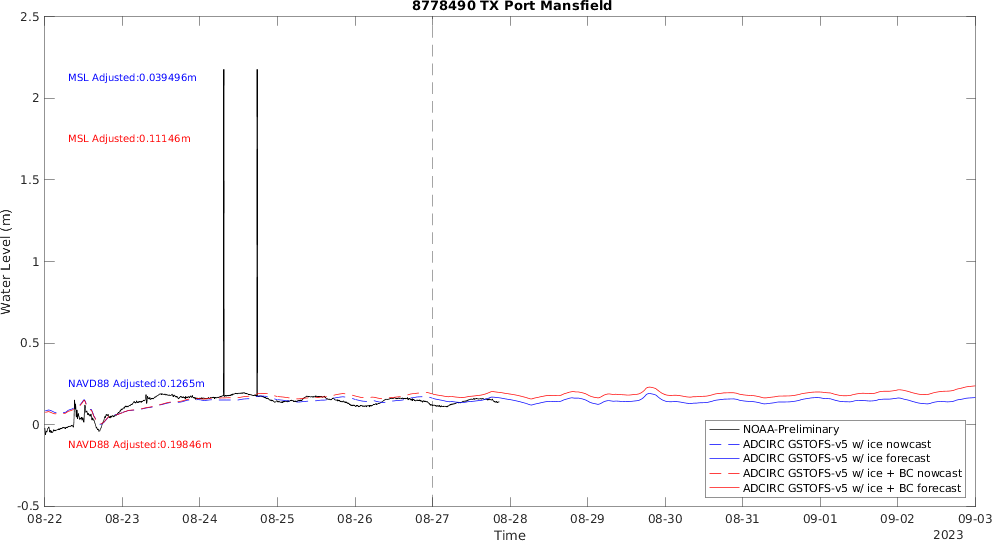 8778490 TX Port Mansfield
2.5
2
1.5
1
0.5
0
-0.5
Water Level (m)
MSL Adjusted:0.039496m
MSL Adjusted:0.11146m
NAVD88 Adjusted:0.1265m
NAVD88 Adjusted:0.19846m
NOAA-Preliminary
ADCIRC GSTOFS-v5 w/ ice nowcast
ADCIRC GSTOFS-v5 w/ ice forecast
ADCIRC GSTOFS-v5 w/ ice + BC nowcast
ADCIRC GSTOFS-v5 w/ ice + BC forecast
08-22 08-23 08-24 08-25 08-26 08-27 08-28 08-29 08-30 08-31 09-01 09-02 09-03
Time
2023